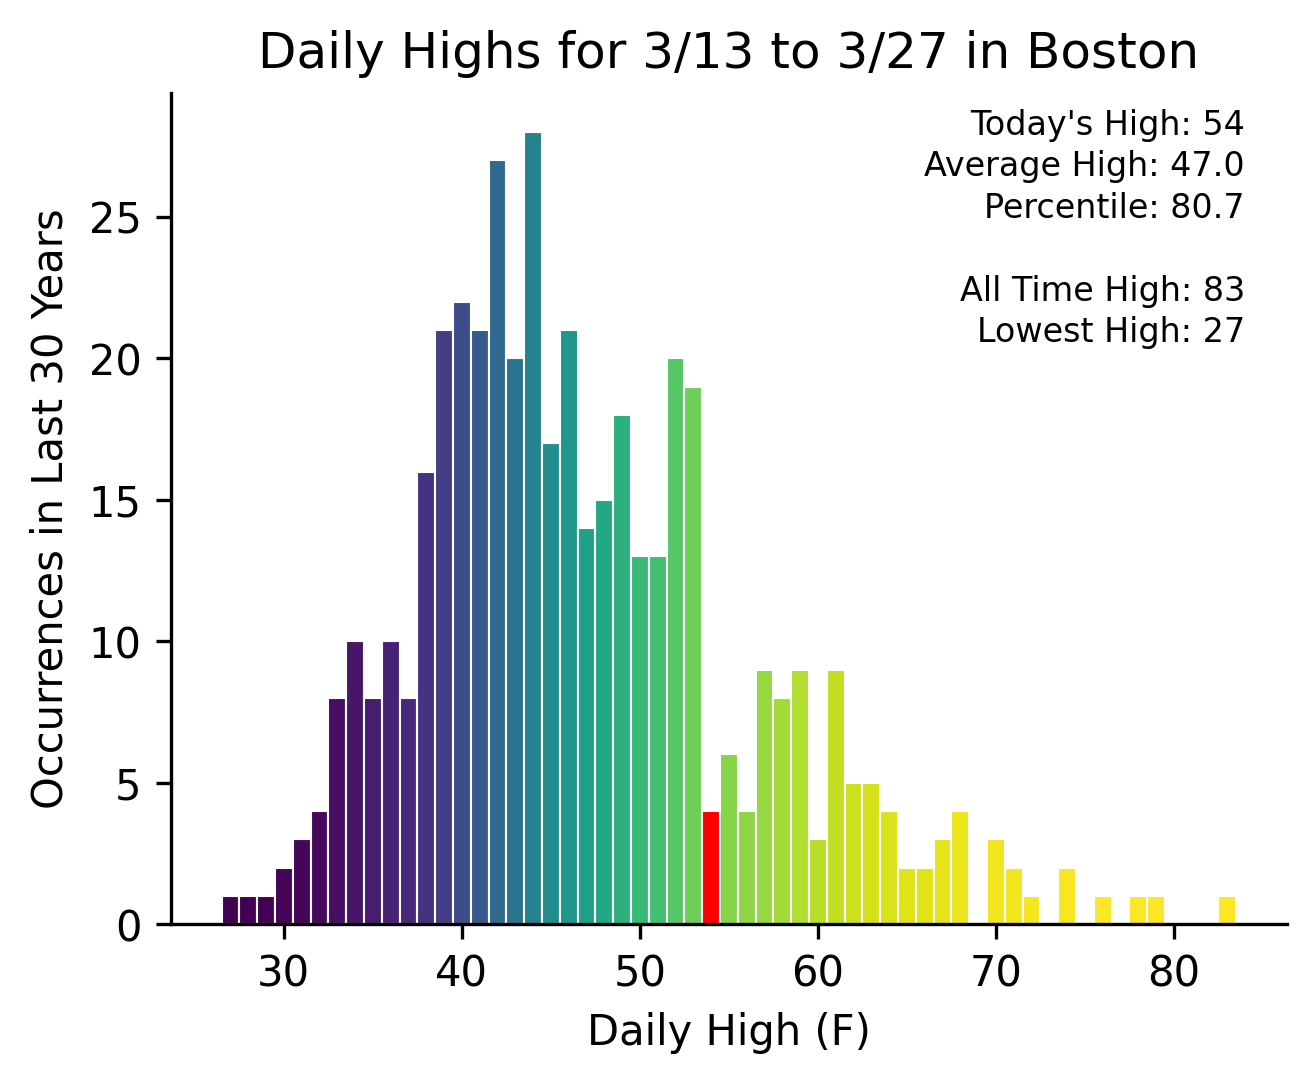 Daily Highs for 3/13 to 3/27 in Boston
Today's High: 54
Average High: 47.0
Percentile: 80.7
All Time High: 83
Lowest High: 27
Occurrences in Last 30 Years
25
20
15
10
5
0
30 40 50 60 70 80
Daily High (F)